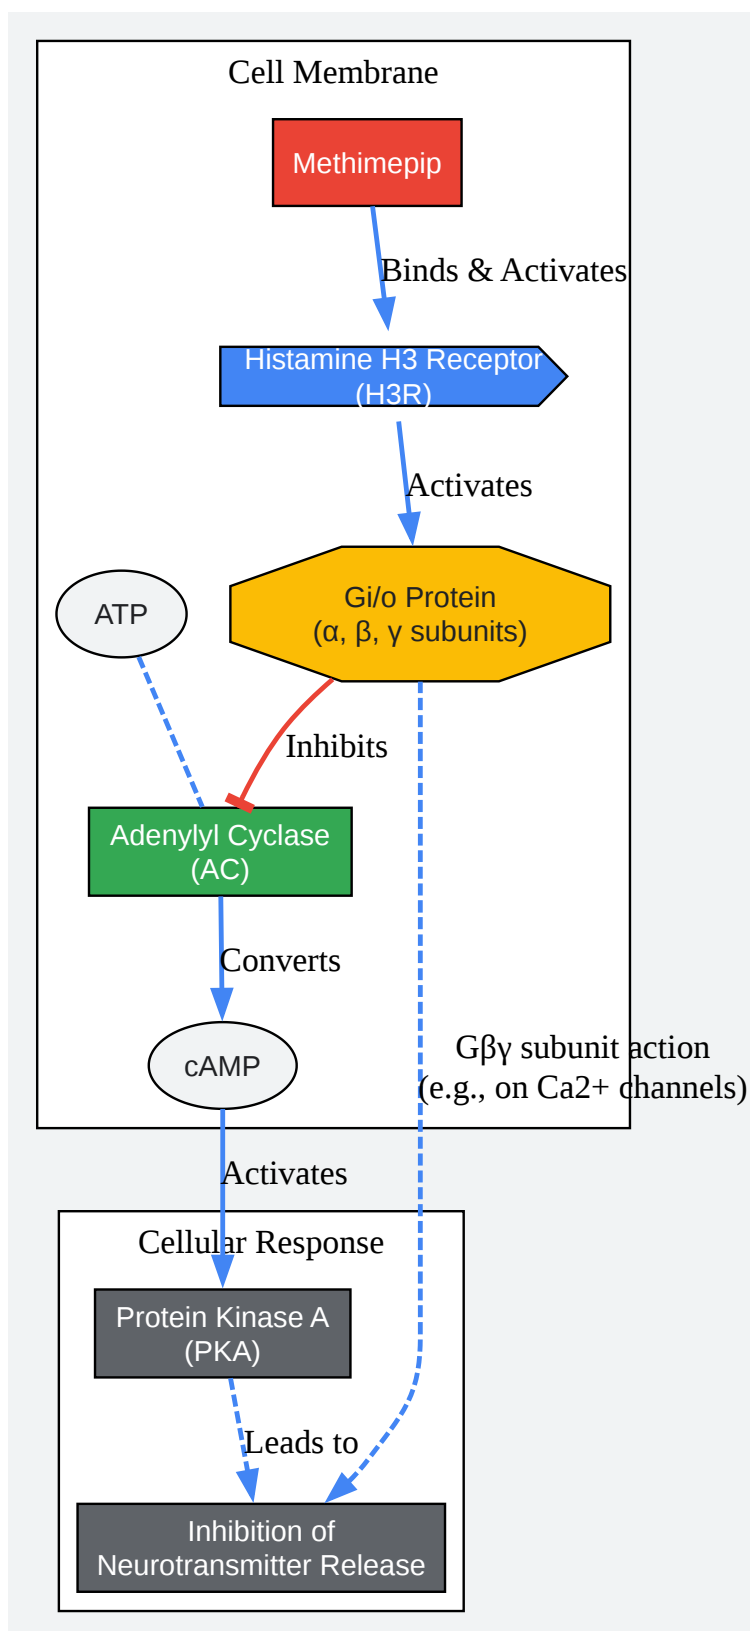 Cell Membrane
Methimepip
Binds & Activates
Histamine H3 Receptor
(H3R)
Activates
ATP
Gi/o Protein
(α, β, γ subunits)
Inhibits
Adenylyl Cyclase
(AC)
Converts
cAMP
Gβγ subunit action
(e.g., on Ca2+ channels)
Activates
Cellular Response
Protein Kinase A
(PKA)
Leads to
Inhibition of
Neurotransmitter Release